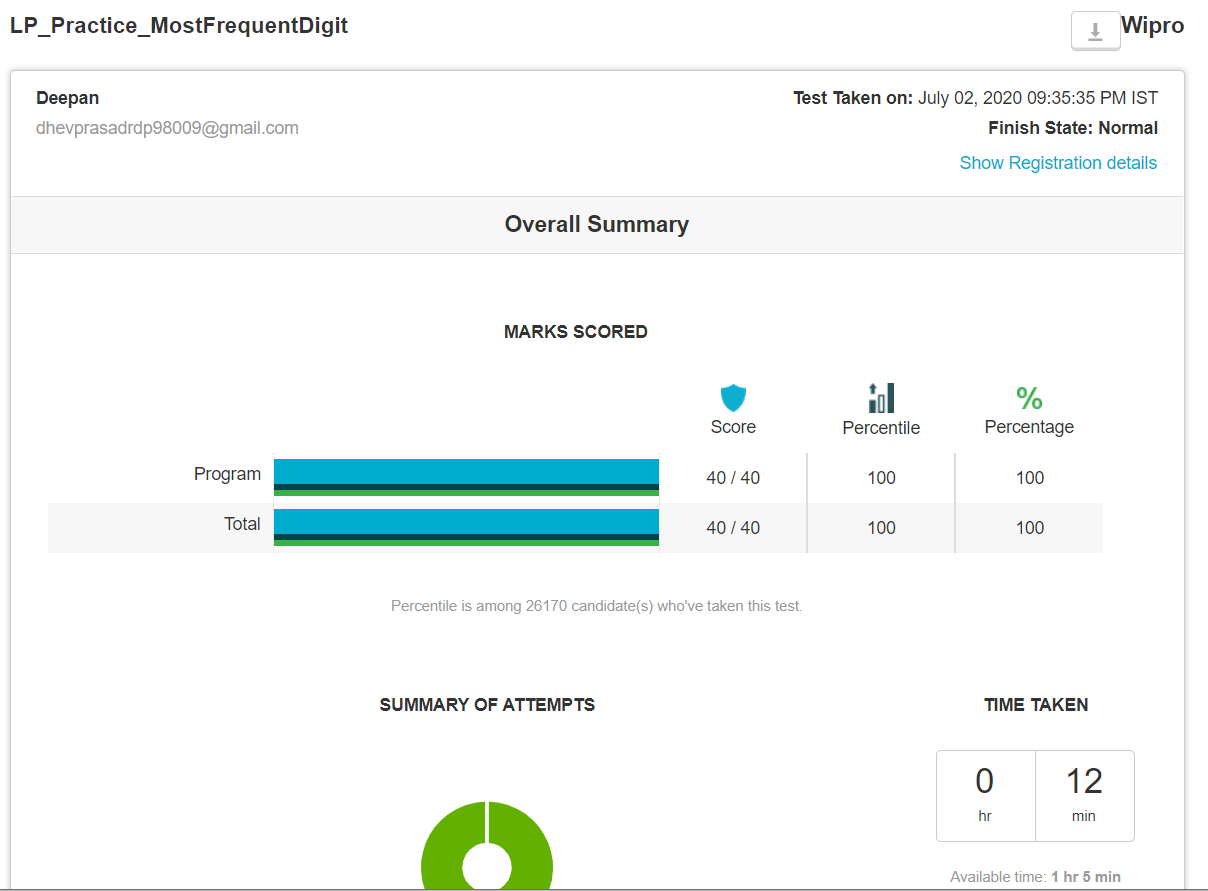 LP_Practice_MostFrequentDigit
Wipro
Deepan
Test Taken on: July 02, 2020 09:35:35 PM IST
dhevprasadrdp98009@gmail.com
Finish State: Normal
Show Registration details
Overall Summary
MARKS SCORED
%
Score Percentile Percentage
Program 40 / 40 100 100
Total 40 / 40 100 100
Percentile is among 26170 candidate(s) who've taken this test.
SUMMARY OF ATTEMPTS
TIME TAKEN
0 12
hr min
Available time: 1 hr 5 min